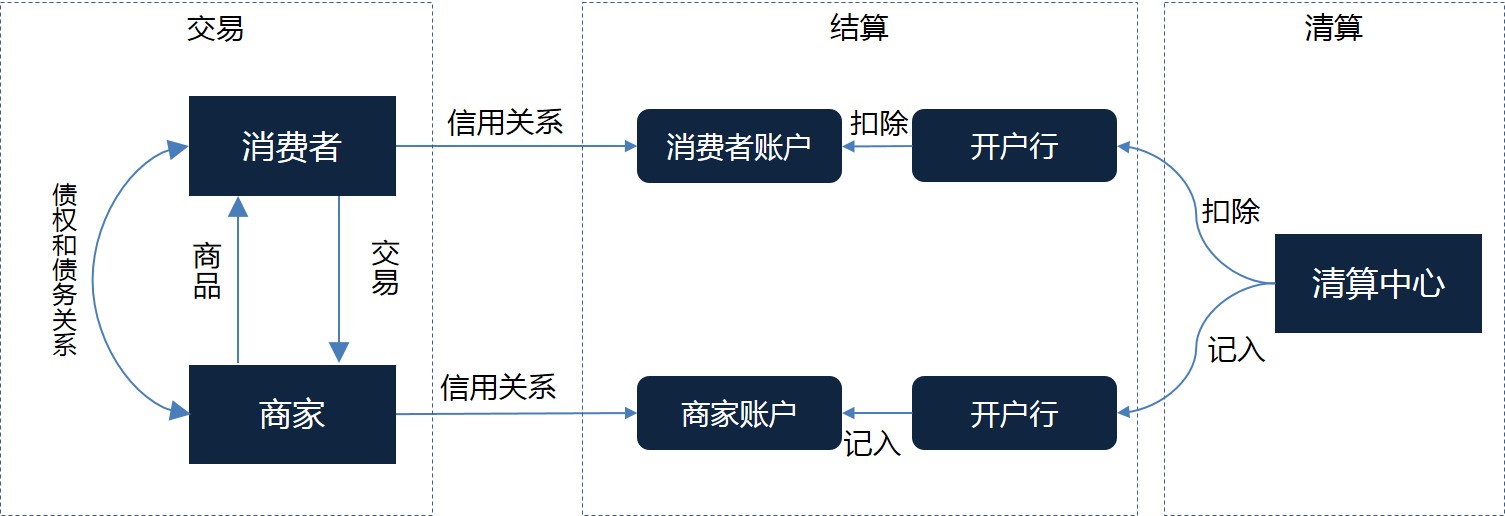 交易
结算
清算
消费者
信用关系
消费者账户
扣除
开户行
债权和债务关系
商品
交易
扣除
清算中心
记入
商家
信用关系
商家账户
记入
开户行